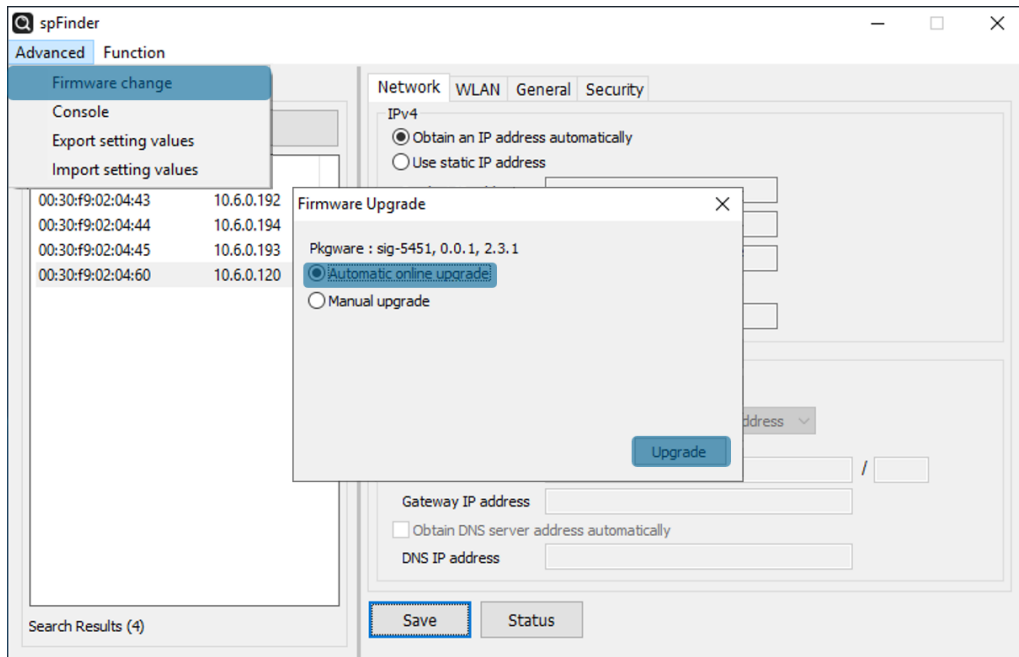 spFinder
Advanced Function
Firmware change
Console
Export setting values
Import setting values
00:30:f9:02:04:43 10.6.0.192
00:30:f9:02:04:44 10.6.0.194
00:30:f9:02:04:45 10.6.0.193
00:30:f9:02:04:60 10.6.0.120
Search Results (4)
Network WLAN General Security
IPv4
Obtain an IP address automatically
Use static IP address
Firmware Upgrade
Pkgware : sig-5451, 0.0.1, 2.3.1
Automatic online upgrade
Manual upgrade
Upgrade
ddress
/
Gateway IP address
Obtain DNS server address automatically
DNS IP address
Save Status